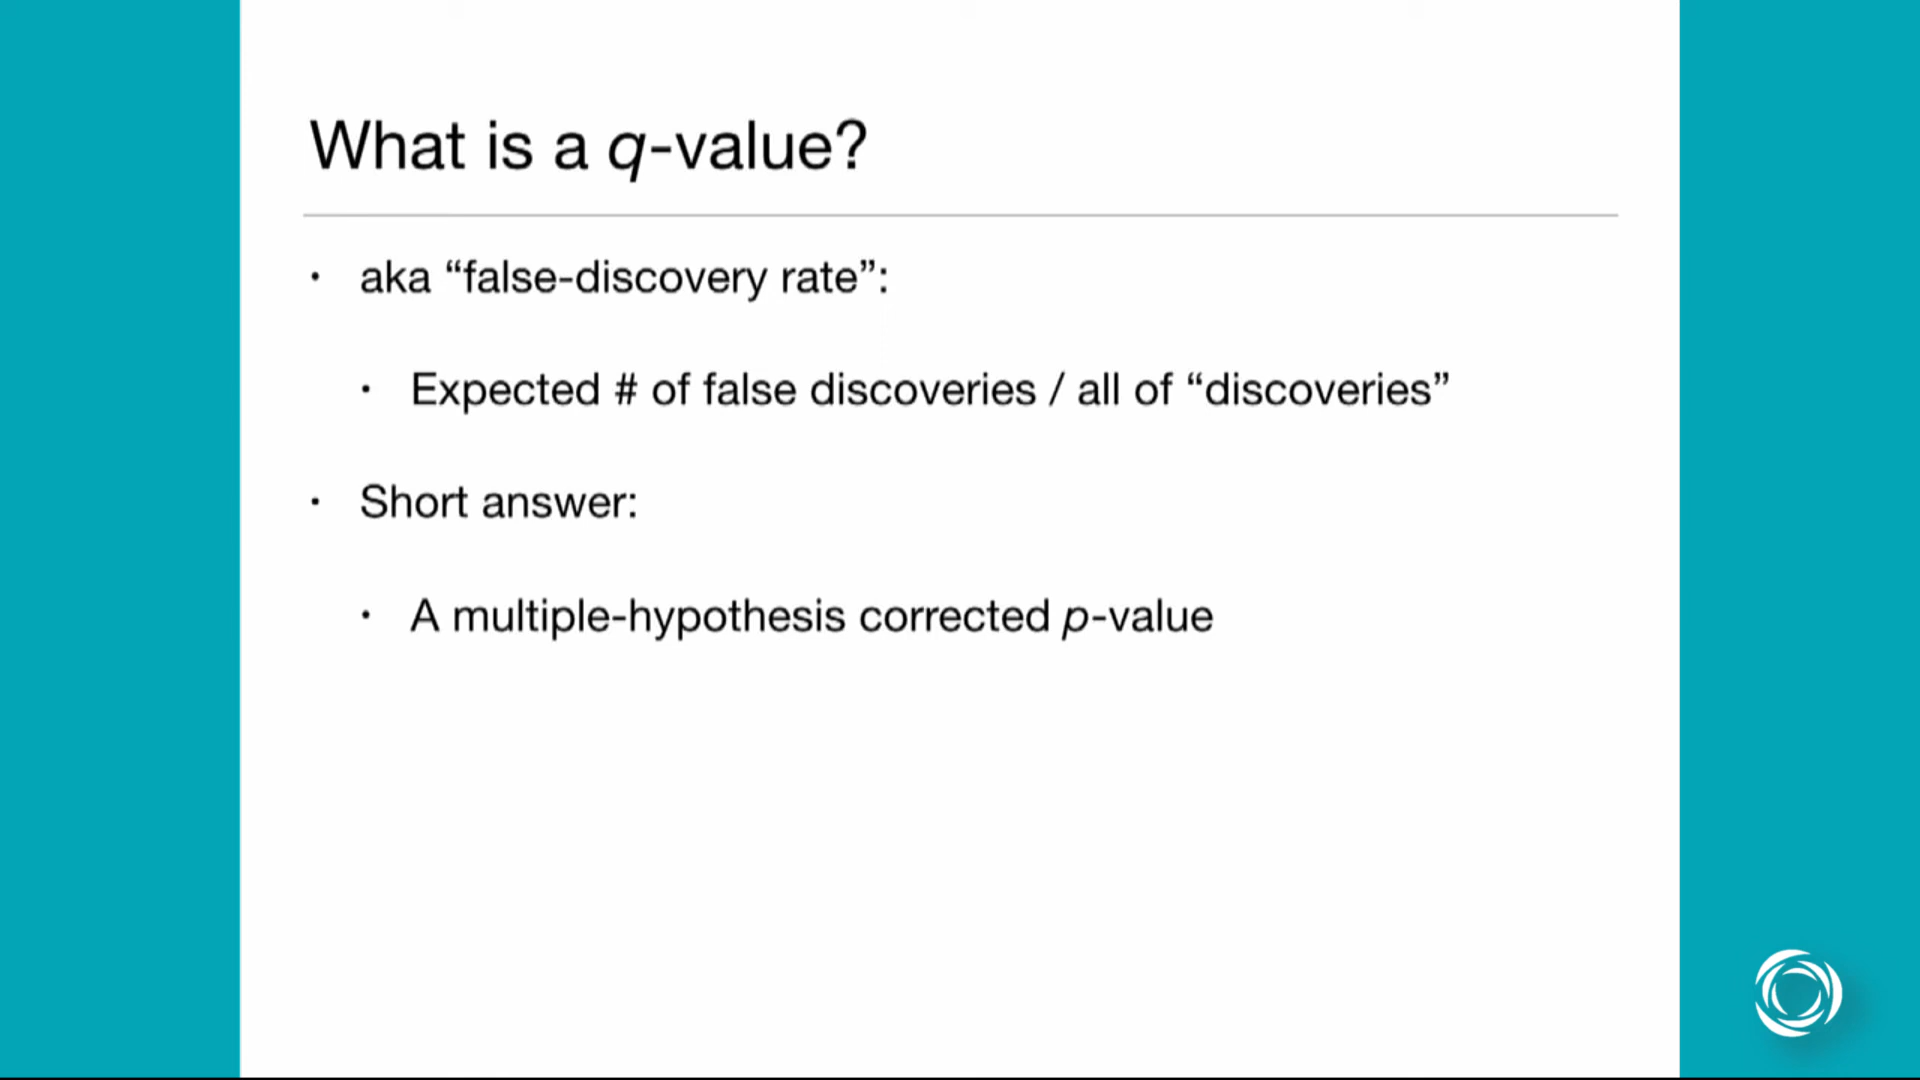 What is a q-value?
• aka “false-discovery rate”:
• Expected # of false discoveries / all of “discoveries”
• Short answer:
• A multiple-hypothesis corrected p-value